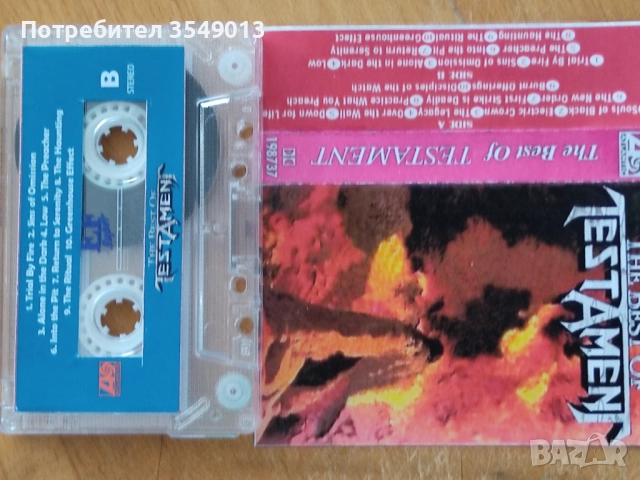 Потребител 3549013
B
STEREO
THE BEST OF
TESTAMENT
1. Trial By Fire 2. Sins of Omission
3. Alone in the Dark 4. Low 5. The Preacher
6. Into the Pit 7. Return to Serenity 8. The Haunting
9. The Ritual 10. Greenhouse Effect
SIDE A
Souls of Black Electric Crown The Legacy Over the Wall Down for Life
The New Order First Strike is Deadly Practice What You Preach
Burn Offerings Disciples of the Watch
SIDE B
Trial by Fire Sins of Omission Alone in the Dark Low
The Preacher Into the Pit Return to Serenity
The Haunting The Ritual Greenhouse Effect
The Best Of TESTAMENT
198737
THE BEST OF
TESTAMENT
bazar.bg